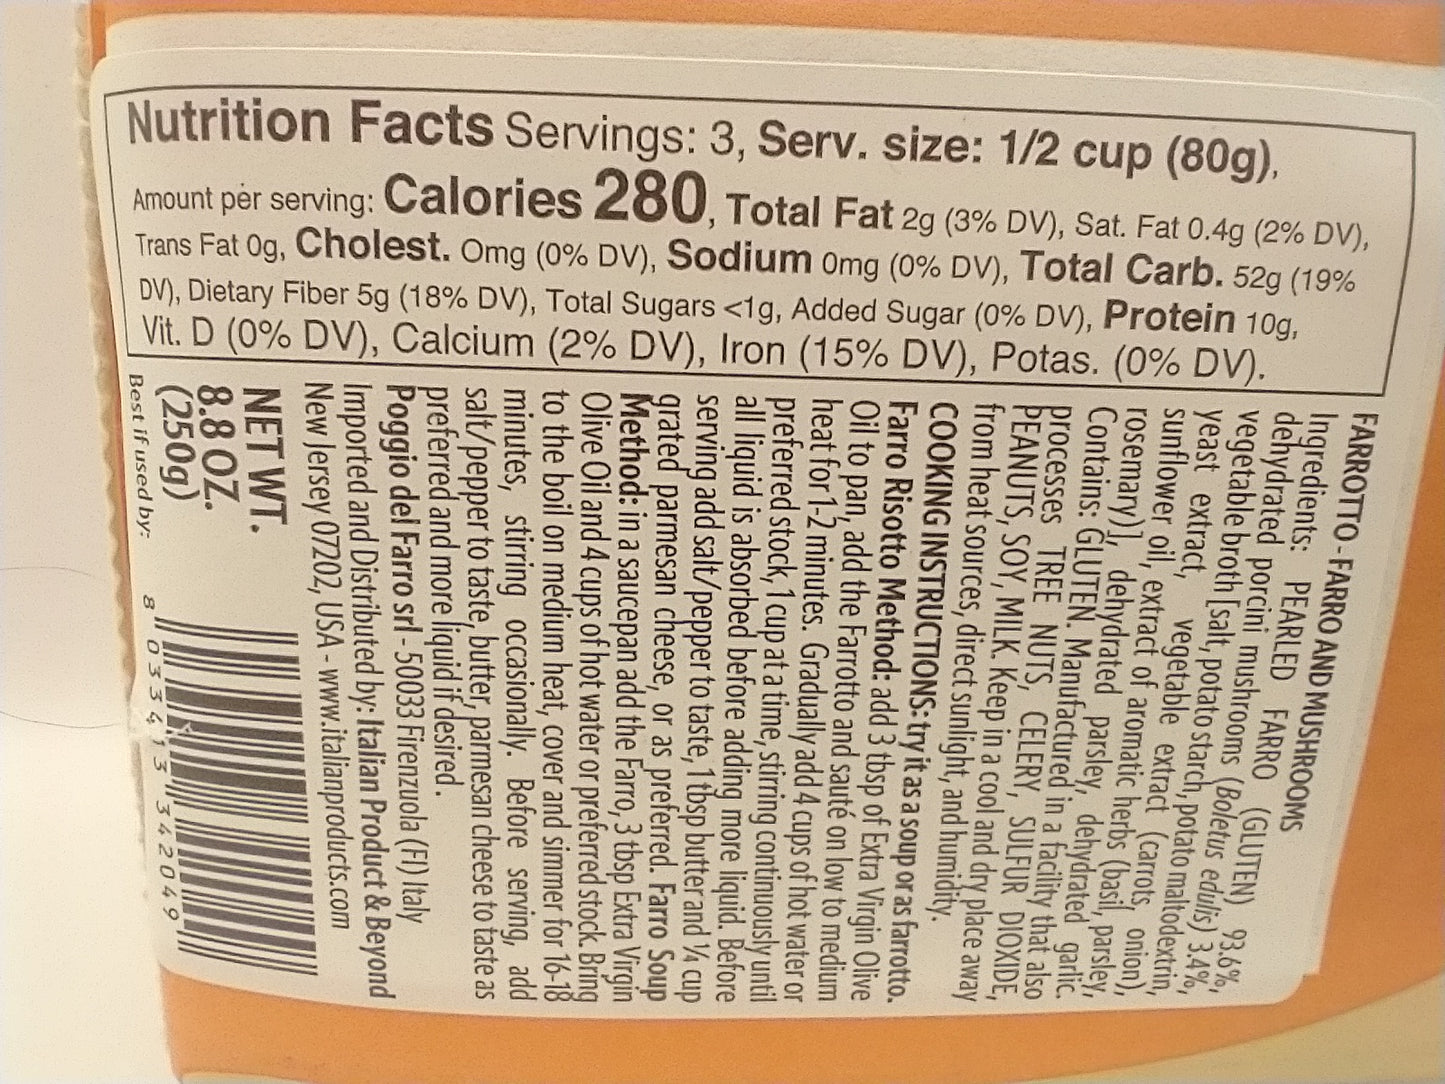 Nutrition Facts Servings: 3, Serv. size: 1/2 cup (80g),
Amount per serving: Calories 280, Total Fat 2g (3% DV), Sat. Fat 0.4g (2% DV),
Trans Fat 0g, Cholest. 0mg (0% DV), Sodium 0mg (0% DV), Total Carb. 52g (19%
DV), Dietary Fiber 5g (18% DV), Total Sugars <1g, Added Sugar (0% DV), Protein 10g,
Vit. D (0% DV), Calcium (2% DV), Iron (15% DV), Potas. (0% DV).
FARROTTO - FARRO AND MUSHROOMS
Ingredients: PEARLED FARRO (GLUTEN) 93.6%,
dehydrated porcini mushrooms (Boletus edulis) 3.4%,
vegetable broth [salt, potato starch, potato maltodextrin,
yeast extract, vegetable extract (carrots, onion),
sunflower oil, extract of aromatic herbs (basil, parsley,
rosemary)], dehydrated parsley, dehydrated garlic.
Contains: GLUTEN. Manufactured in a facility that also
processes TREE NUTS, CELERY, SULFUR DIOXIDE,
PEANUTS, SOY, MILK. Keep in a cool and dry place away
from heat sources, direct sunlight, and humidity.
COOKING INSTRUCTIONS: try it as a soup or as farrotto.
Farro Risotto Method: add 3 tbsp of Extra Virgin Olive
Oil to pan, add the Farrotto and sauté on low to medium
heat for 1-2 minutes. Gradually add 4 cups of hot water or
preferred stock, 1 cup at a time, stirring continuously until
all liquid is absorbed before adding more liquid. Before
serving add salt/pepper to taste, 1 tbsp butter and ¼ cup
grated parmesan cheese, or as preferred. Farro Soup
Method: in a saucepan add the Farro, 3 tbsp Extra Virgin
Olive Oil and 4 cups of hot water or preferred stock. Bring
to the boil on medium heat, cover and simmer for 16-18
minutes, stirring occasionally. Before serving, add
salt/pepper to taste, butter, parmesan cheese to taste as
preferred and more liquid if desired.
Poggio del Farro srl - 50033 Firenzuola (FI) Italy
Imported and Distributed by: Italian Product & Beyond
New Jersey 07202, USA - www.italianproducts.com
NET WT.
8.8 OZ.
(250g)
Best if used by:
8 033413 342049